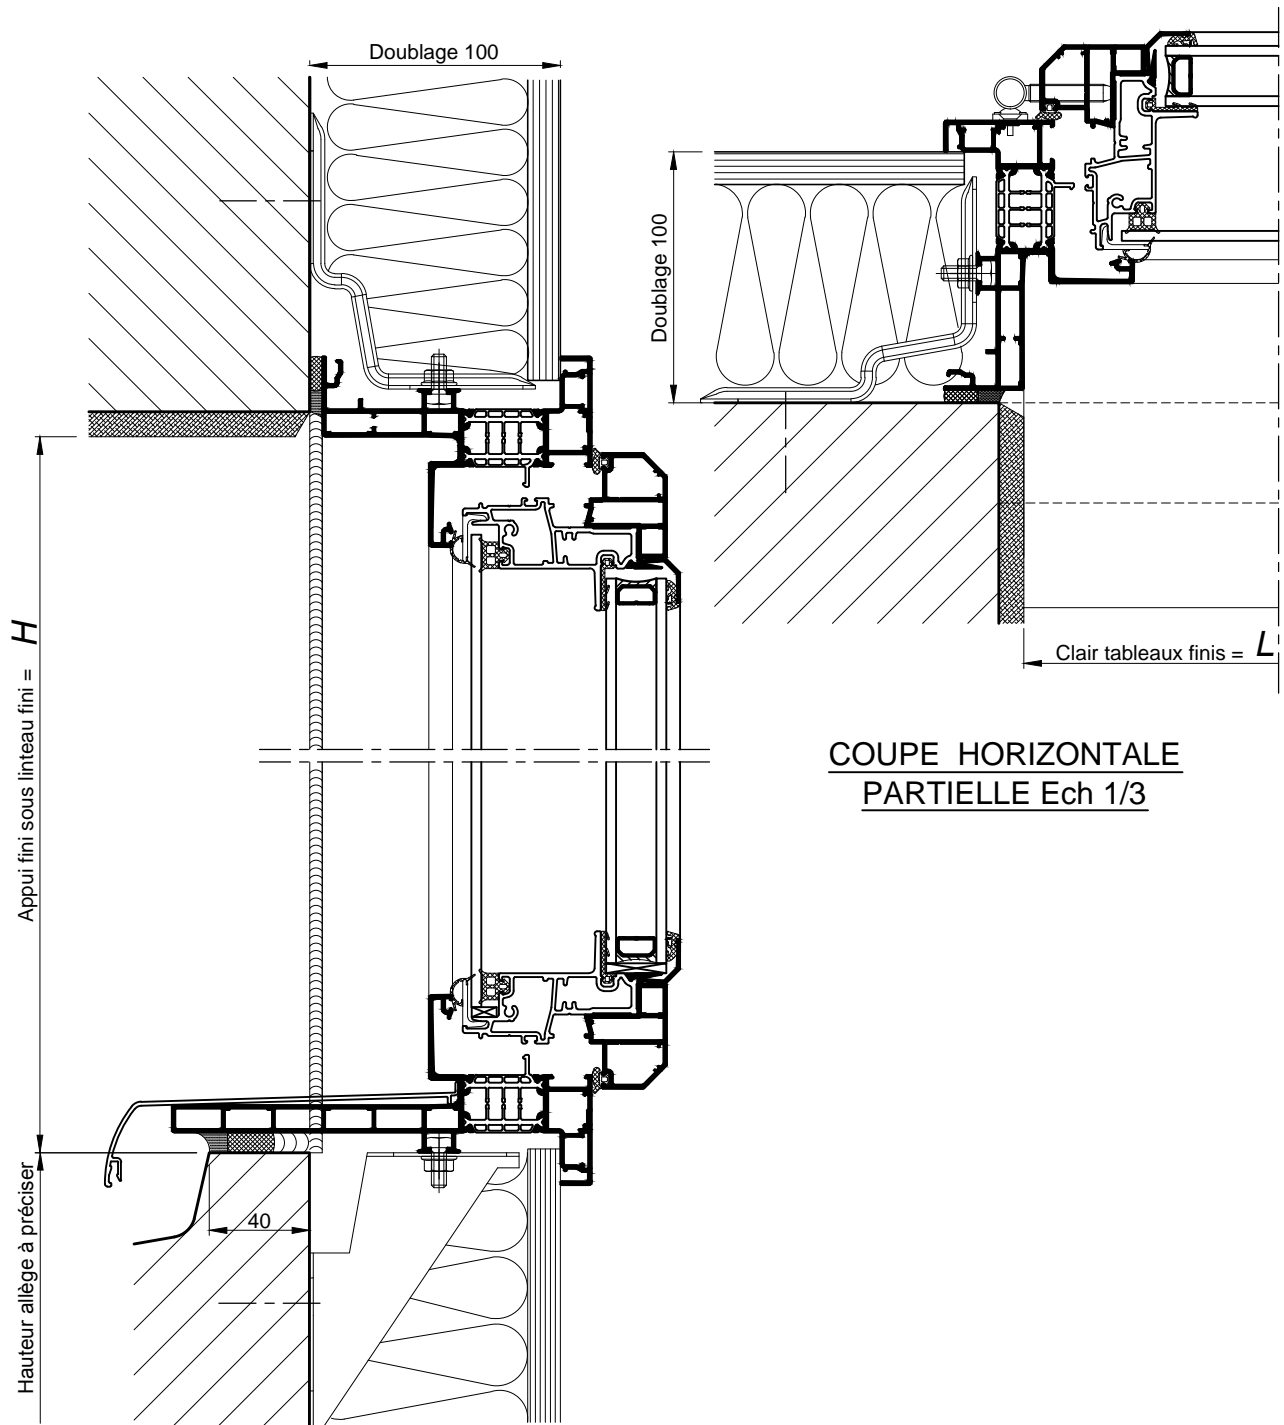 Doublage 100
Doublage 100
Clair tableaux finis = L
COUPE HORIZONTALE
PARTIELLE Ech 1/3
Appui fini sous linteau fini = H
Hauteur allège à préciser
40